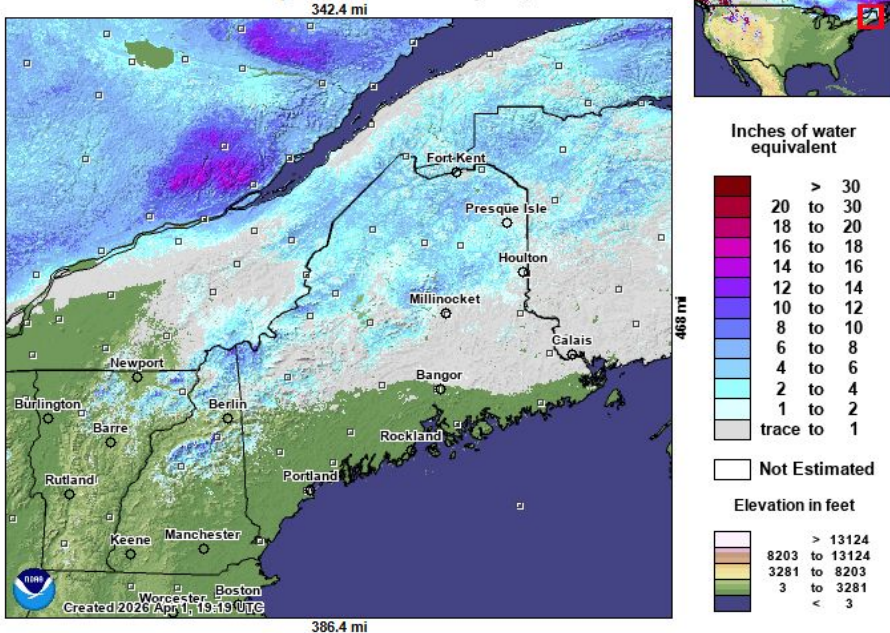 342.4 mi
Fort Kent
Presque Isle
Houlton
Millinocket
Calais
Newport
Bangor
Burlington
Berlin
Barre
Rockland
Rutland
Portland
Keene
Manchester
Worcester
Boston
NOAA
Created 2026 Apr 1, 19:19 UTC
386.4 mi
468 mi
Inches of water
equivalent
> 30
20 to 30
18 to 20
16 to 18
14 to 16
12 to 14
10 to 12
8 to 10
6 to 8
4 to 6
2 to 4
1 to 2
trace to 1
Not Estimated
Elevation in feet
> 13124
8203 to 13124
3281 to 8203
3 to 3281
< 3